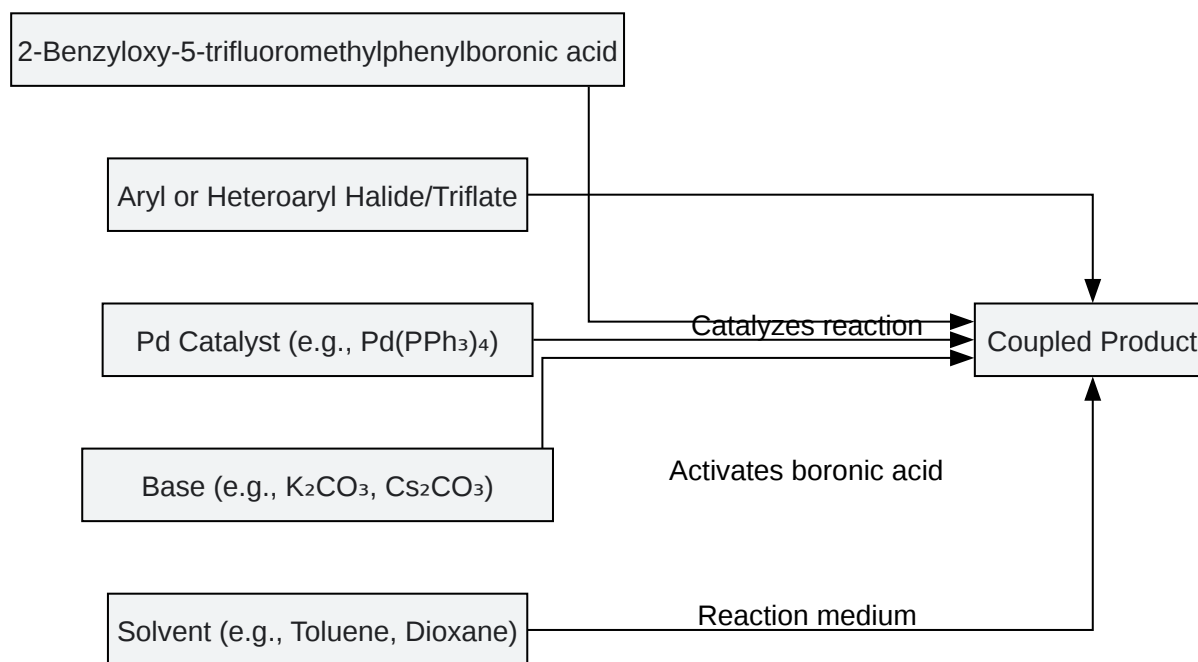 2-Benzyloxy-5-trifluoromethylphenylboronic acid
Aryl or Heteroaryl Halide/Triflate
Pd Catalyst (e.g., Pd(PPh₃)₄)
Catalyzes reaction
Coupled Product
Base (e.g., K₂CO₃, Cs₂CO₃)
Activates boronic acid
Solvent (e.g., Toluene, Dioxane)
Reaction medium